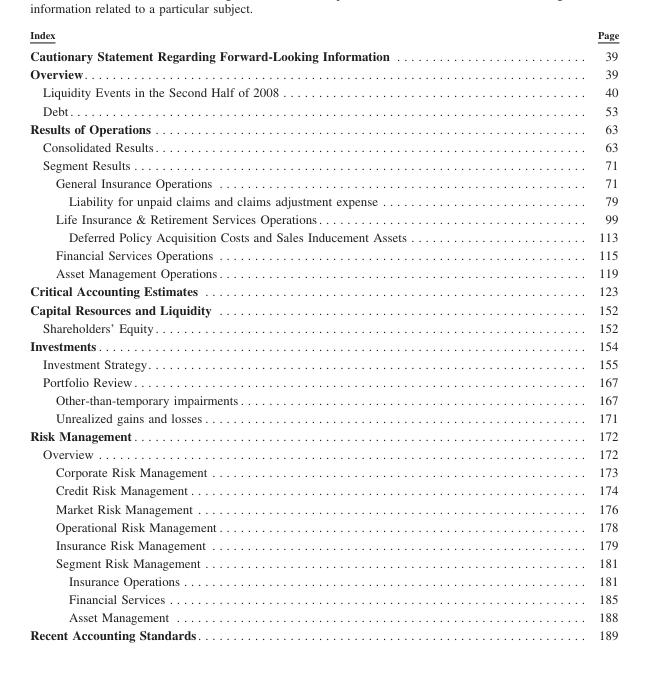 information related to a particular subject.
Index Page
Cautionary Statement Regarding Forward-Looking Information 39
Overview 39
Liquidity Events in the Second Half of 2008 40
Debt 53
Results of Operations 63
Consolidated Results 63
Segment Results 71
General Insurance Operations 71
Liability for unpaid claims and claims adjustment expense 79
Life Insurance & Retirement Services Operations 99
Deferred Policy Acquisition Costs and Sales Inducement Assets 113
Financial Services Operations 115
Asset Management Operations 119
Critical Accounting Estimates 123
Capital Resources and Liquidity 152
Shareholders' Equity 152
Investments 154
Investment Strategy 155
Portfolio Review 167
Other-than-temporary impairments 167
Unrealized gains and losses 171
Risk Management 172
Overview 172
Corporate Risk Management 173
Credit Risk Management 174
Market Risk Management 176
Operational Risk Management 178
Insurance Risk Management 179
Segment Risk Management 181
Insurance Operations 181
Financial Services 185
Asset Management 188
Recent Accounting Standards 189